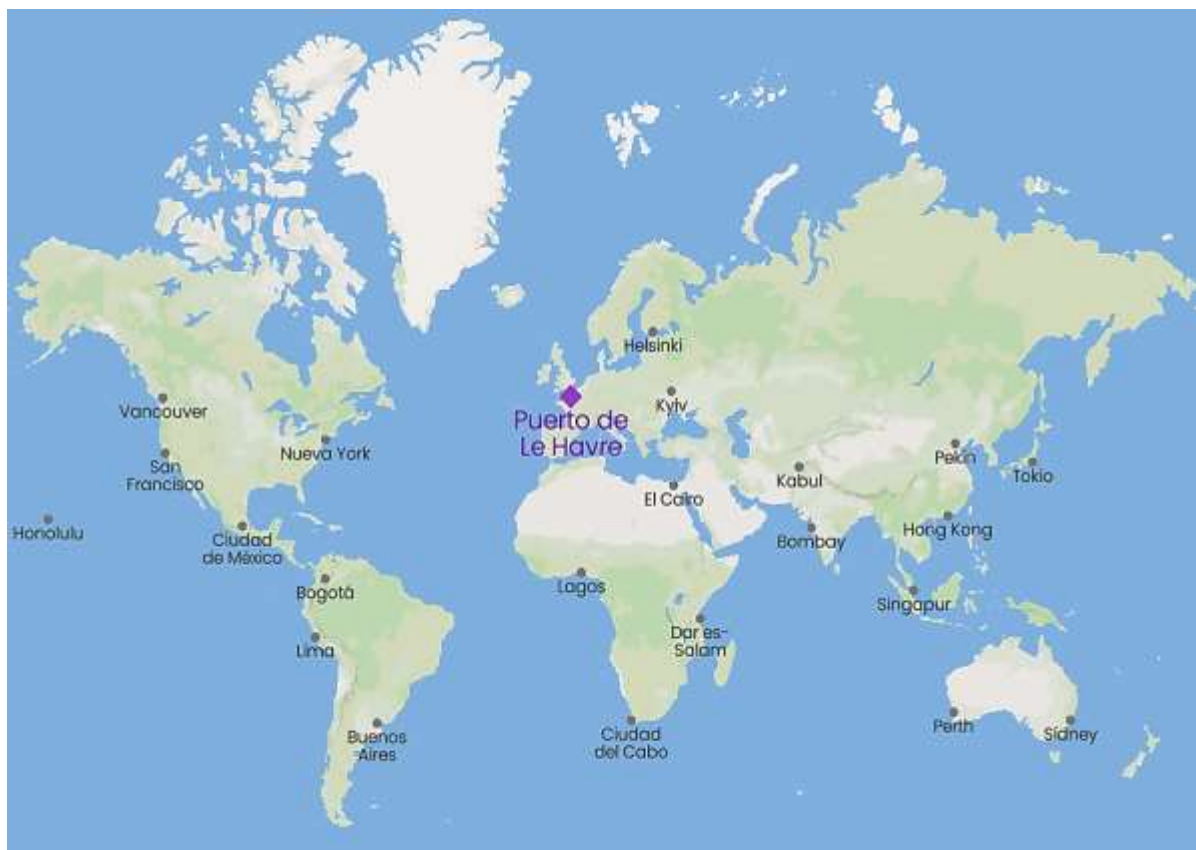 Helsinki
Vancouver
Kyiv
Puerto de
Le Havre
Nueva York
San
Francisco
Pekín
Tokio
Kabul
El Cairo
Honolulu
Ciudad
de México
Bombay
Hong Kong
Bogotá
Lagos
Singapur
Lima
Dar es-
Salam
Buenos
Aires
Ciudad
del Cabo
Perth
Sídney